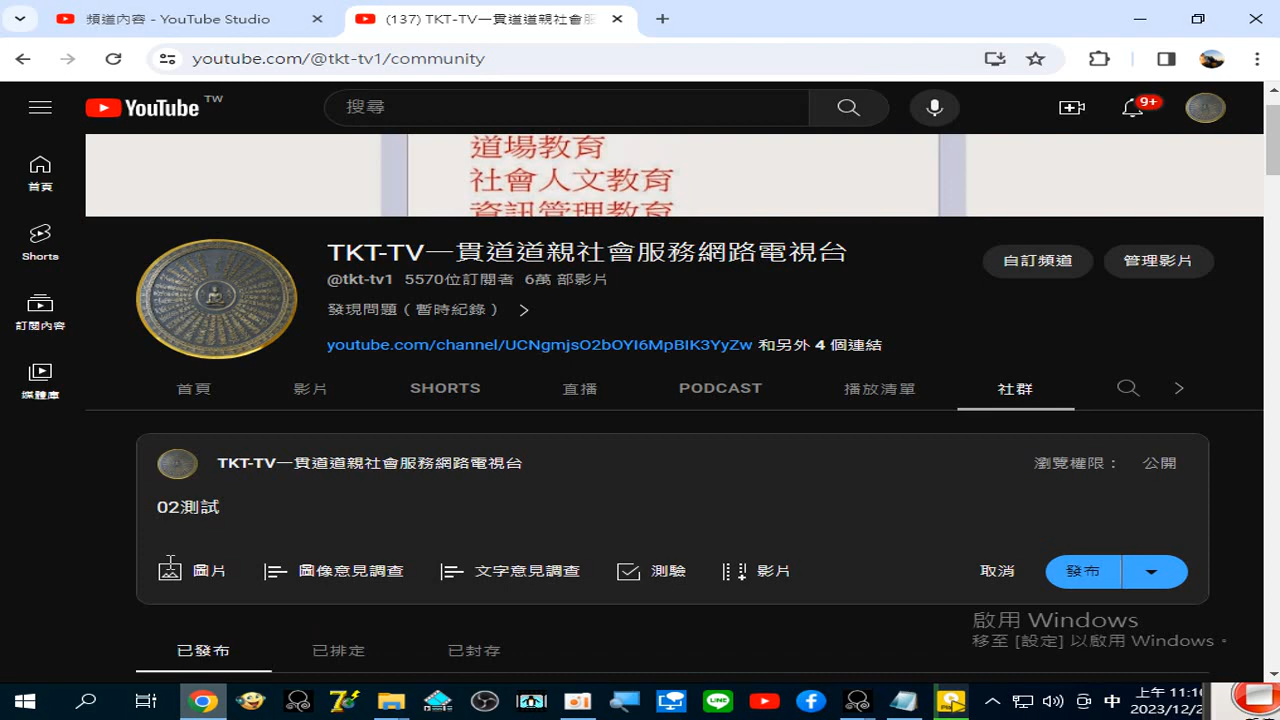 頻道內容 - YouTube Studio
(137) TKT-TV一貫道道親社會服
youtube.com/@tkt-tv1/community
YouTube TW
搜尋
9+
道場教育
社會人文教育
資訊管理教育
首頁
Shorts
訂閱內容
媒體庫
TKT-TV一貫道道親社會服務網路電視台
@tkt-tv1 5570位訂閱者 6萬 部影片
發現問題（暫時紀錄）
youtube.com/channel/UCNgmjsO2bOYI6MpBIK3YyZw 和另外 4 個連結
自訂頻道
管理影片
首頁 影片 SHORTS 直播 PODCAST 播放清單 社群
TKT-TV一貫道道親社會服務網路電視台
瀏覽權限： 公開
02測試
圖片 圖像意見調查 文字意見調查 測驗 影片 取消 發布
啟用 Windows
移至 [設定] 以啟用 Windows。
已發布 已排定 已封存
LINE
中
上午 11:1
2023/12/2